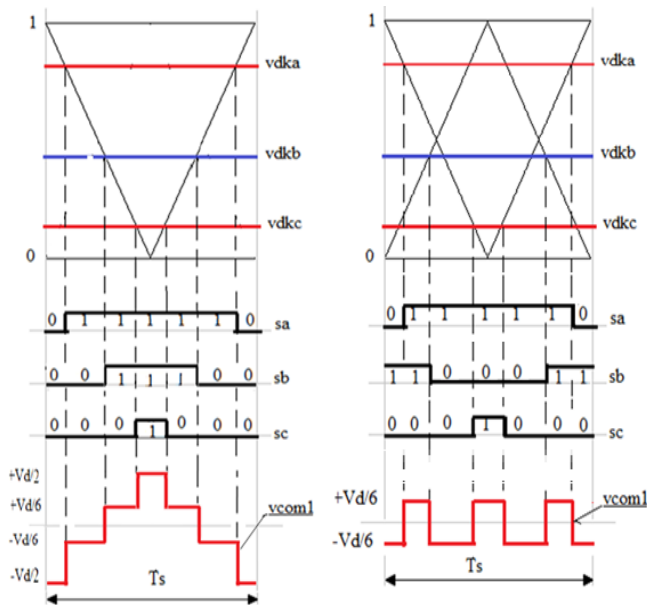 1
vdka
vdkb
vdkc
0
0 1 1 1 1 1 0 sa
0 0 1 1 1 0 0 sb
0 0 0 1 0 0 0 sc
+Vd/2
+Vd/6
-Vd/6
-Vd/2
vcom1
Ts
1
vdka
vdkb
vdkc
0
0 1 1 1 1 1 0 sa
1 1 0 0 0 1 1 sb
0 0 0 1 0 0 0 sc
+Vd/6
-Vd/6
vcom1
Ts